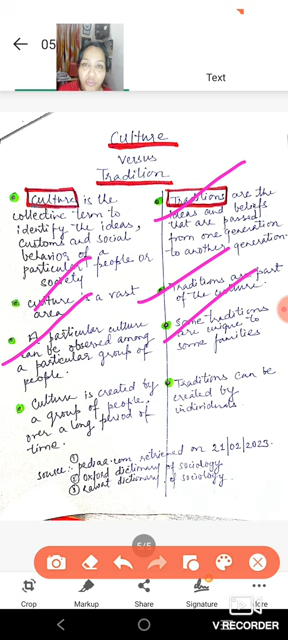 05
Text
Culture
versus
Tradition
Culture is the
collective term to
identify the ideas,
customs and social
behavior of a
particular people or
society
culture is a vast
area
A particular culture
can be observed among
a particular group of
people.
Culture is created by
a group of people.
over a long period of
time.
Traditions are the
ideas and beliefs
that are passed
from one generation
to another generation
Traditions are part
of the culture.
Some traditions
are unique to
some families
Traditions can be
created by
individuals.
source: ① pediaa.com retrieved on 21/02/2023.
② oxford dictionary of sociology
③ rawat dictionary of sociology.
5/5
Crop
Markup
Share
Signature
More
V RECORDER